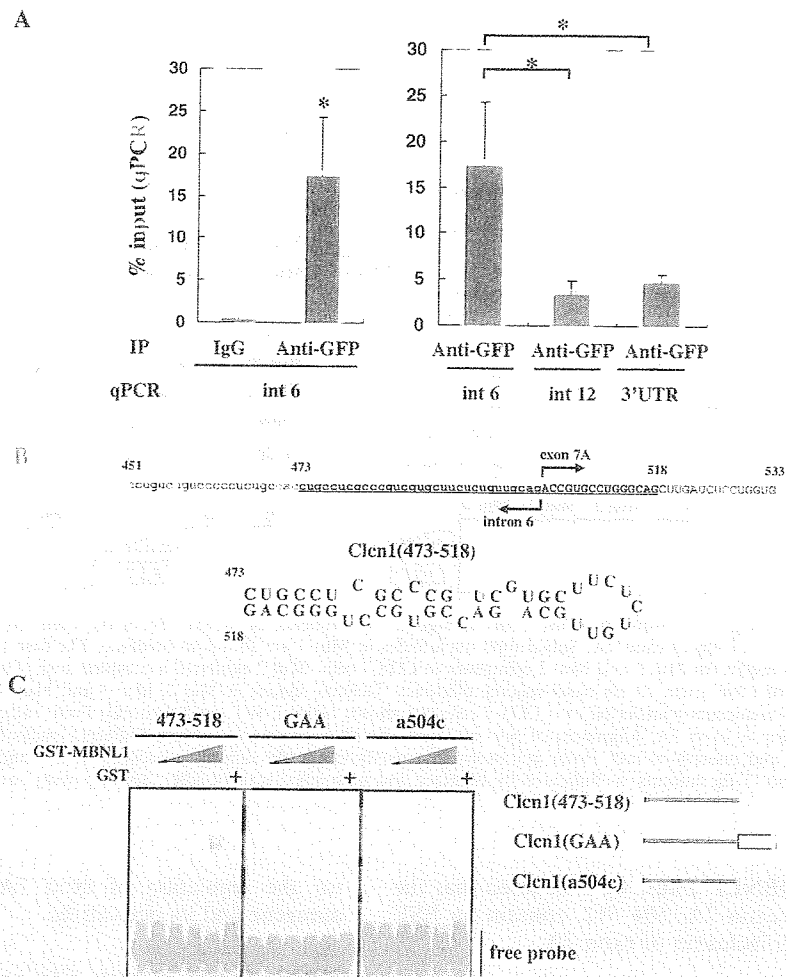 A
% input (qPCR)
30
25
20
15
10
5
0
*
IP IgG Anti-GFP
qPCR int 6
30
25
20
15
10
5
0
*
*
Anti-GFP Anti-GFP Anti-GFP
int 6 int 12 3'UTR
B
exon 7A
451 473 518 533
intron 6
Clcn1(473-518)
473
C U G C C U C G C C C G U C G U G C U U C U C U
G A C G G G U C C G U G C C A G A C G U U G U
518
C
473-518 GAA a504c
GST-MBNL1
GST + + +
Clcn1(473-518)
Clcn1(GAA)
Clcn1(a504c)
free probe